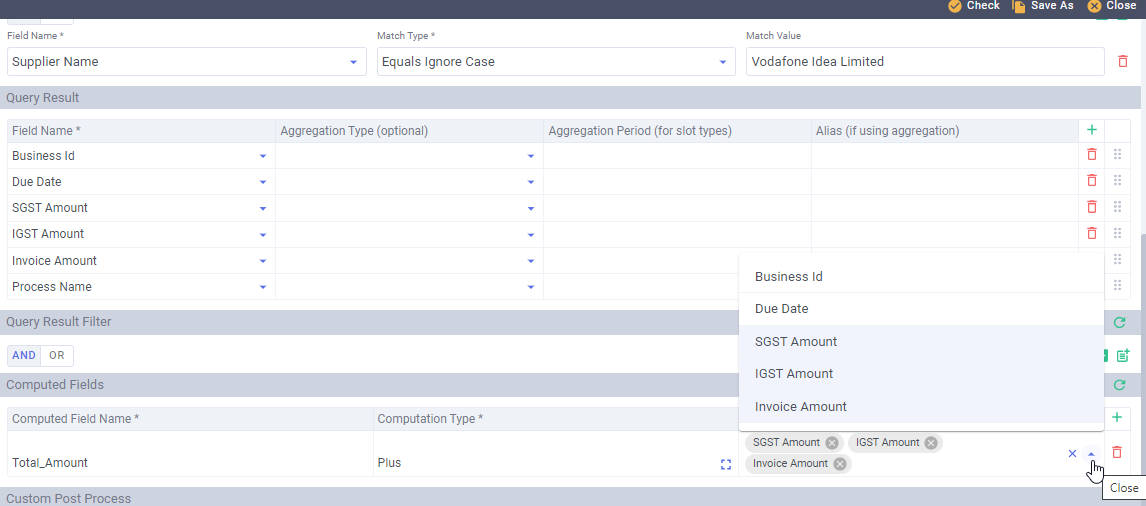 Check Save As Close
Field Name * Match Type * Match Value
Supplier Name Equals Ignore Case Vodafone Idea Limited
Query Result
Field Name * Aggregation Type (optional) Aggregation Period (for slot types) Alias (if using aggregation)
Business Id
Due Date
SGST Amount
IGST Amount
Invoice Amount
Process Name
Business Id
Due Date
SGST Amount
IGST Amount
Invoice Amount
Query Result Filter
AND OR
Computed Fields
Computed Field Name * Computation Type *
Total_Amount Plus
SGST Amount IGST Amount
Invoice Amount
Close
Custom Post Process